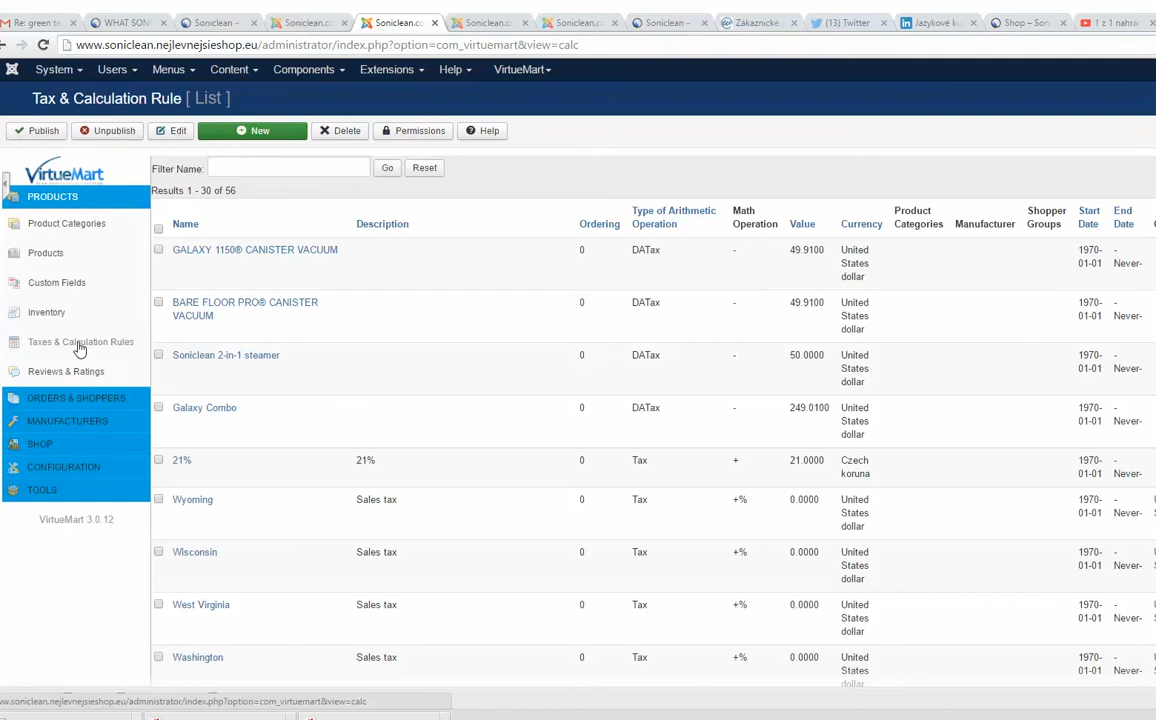 Re: green te
WHAT SONI
Soniclean –
Soniclean.co
Soniclean.co
Soniclean.co
Soniclean.co
Soniclean –
Zákaznické
(13) Twitter
Jazykové ku
Shop – Soni
1 z 1 nahrá
www.soniclean.nejlevnejsieshop.eu/administrator/index.php?option=com_virtuemart&view=calc
System Users Menus Content Components Extensions Help VirtueMart
Tax & Calculation Rule [ List ]
Publish Unpublish Edit New Delete Permissions Help
VirtueMart
PRODUCTS
Product Categories
Products
Custom Fields
Inventory
Taxes & Calculation Rules
Reviews & Ratings
ORDERS & SHOPPERS
MANUFACTURERS
SHOP
CONFIGURATION
TOOLS
VirtueMart 3.0.12
Filter Name: Go Reset
Results 1 - 30 of 56
Name Description Ordering Type of Arithmetic Operation Math Operation Value Currency Product Categories Manufacturer Shopper Groups Start Date End Date
GALAXY 1150® CANISTER VACUUM 0 DATax - 49.9100 United States dollar 1970-01-01 -Never-
BARE FLOOR PRO® CANISTER VACUUM 0 DATax - 49.9100 United States dollar 1970-01-01 -Never-
Soniclean 2-in-1 steamer 0 DATax - 50.0000 United States dollar 1970-01-01 -Never-
Galaxy Combo 0 DATax - 249.0100 United States dollar 1970-01-01 -Never-
21% 21% 0 Tax + 21.0000 Czech koruna 1970-01-01 -Never-
Wyoming Sales tax 0 Tax +% 0.0000 United States dollar 1970-01-01 -Never-
Wisconsin Sales tax 0 Tax +% 0.0000 United States dollar 1970-01-01 -Never-
West Virginia Sales tax 0 Tax +% 0.0000 United States dollar 1970-01-01 -Never-
Washington Sales tax 0 Tax +% 0.0000 United States dollar 1970-01-01 -Never-
ww.soniclean.nejlevnejsieshop.eu/administrator/index.php?option=com_virtuemart&view=calc